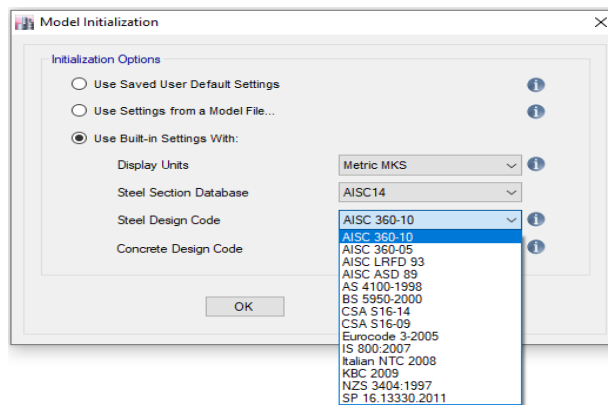 Model Initialization
Initialization Options
Use Saved User Default Settings
Use Settings from a Model File...
Use Built-in Settings With:
Display Units Metric MKS
Steel Section Database AISC14
Steel Design Code AISC 360-10
Concrete Design Code
AISC 360-10
AISC 360-05
AISC LRFD 93
AISC ASD 89
AS 4100-1998
BS 5950-2000
CSA S16-14
CSA S16-09
Eurocode 3-2005
IS 800:2007
Italian NTC 2008
KBC 2009
NZS 3404:1997
SP 16.13330.2011
OK